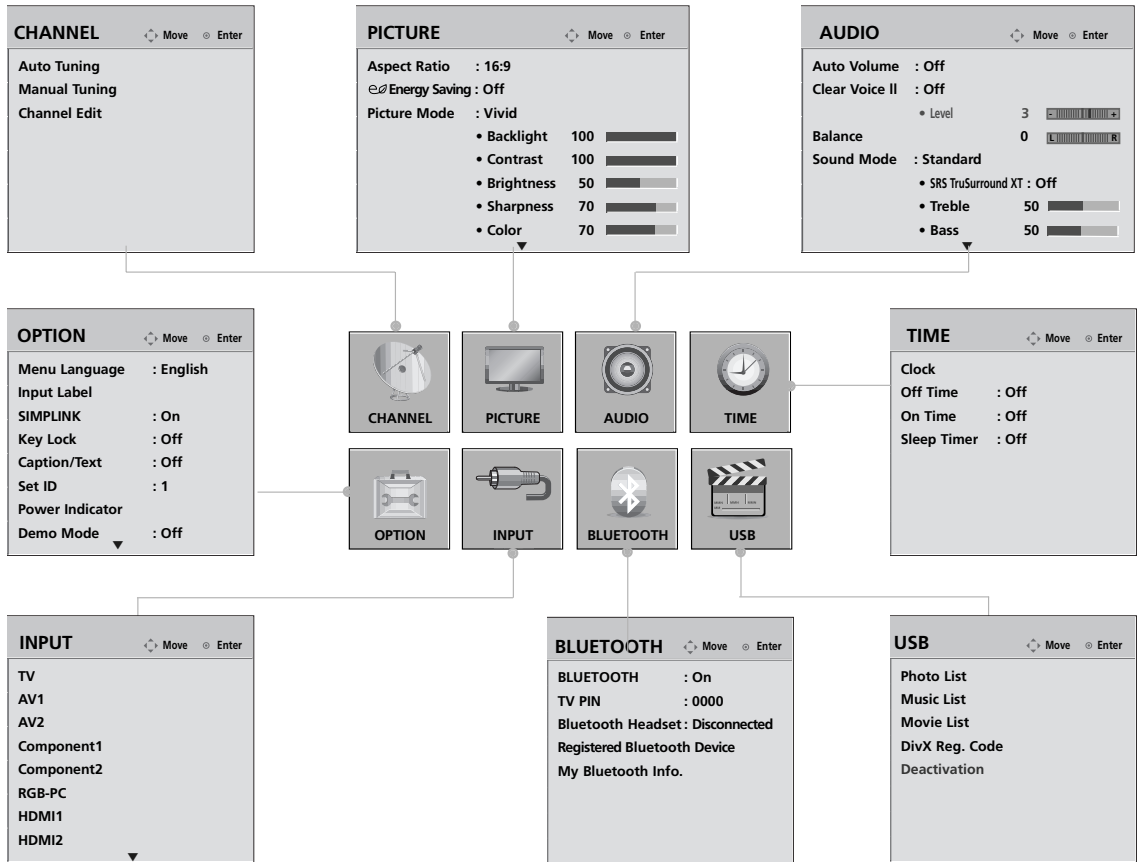 CHANNEL Move Enter
Auto Tuning
Manual Tuning
Channel Edit
PICTURE Move Enter
Aspect Ratio : 16:9
Energy Saving : Off
Picture Mode : Vivid
• Backlight 100
• Contrast 100
• Brightness 50
• Sharpness 70
• Color 70
AUDIO Move Enter
Auto Volume : Off
Clear Voice II : Off
• Level 3 - +
Balance 0 L R
Sound Mode : Standard
• SRS TruSurround XT : Off
• Treble 50
• Bass 50
OPTION Move Enter
Menu Language : English
Input Label
SIMPLINK : On
Key Lock : Off
Caption/Text : Off
Set ID : 1
Power Indicator
Demo Mode : Off
CHANNEL
PICTURE
AUDIO
TIME
OPTION
INPUT
BLUETOOTH
USB
TIME Move Enter
Clock
Off Time : Off
On Time : Off
Sleep Timer : Off
INPUT Move Enter
TV
AV1
AV2
Component1
Component2
RGB-PC
HDMI1
HDMI2
BLUETOOTH Move Enter
BLUETOOTH : On
TV PIN : 0000
Bluetooth Headset : Disconnected
Registered Bluetooth Device
My Bluetooth Info.
USB Move Enter
Photo List
Music List
Movie List
DivX Reg. Code
Deactivation